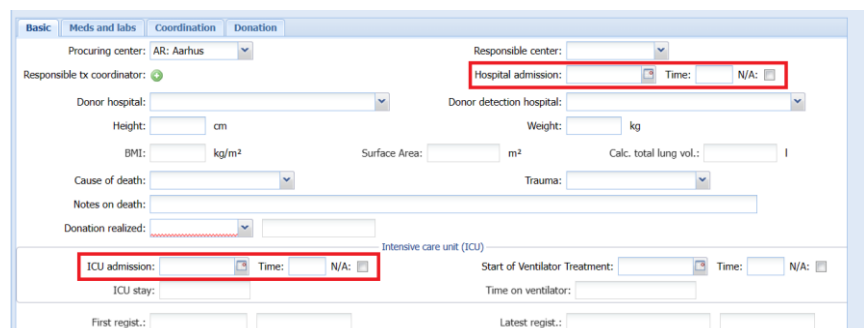 Basic Meds and labs Coordination Donation
Procuring center: AR: Aarhus Responsible center:
Responsible tx coordinator: Hospital admission: Time: N/A:
Donor hospital: Donor detection hospital:
Height: cm Weight: kg
BMI: kg/m² Surface Area: m² Calc. total lung vol.: l
Cause of death: Trauma:
Notes on death:
Donation realized:
Intensive care unit (ICU)
ICU admission: Time: N/A: Start of Ventilator Treatment: Time: N/A:
ICU stay: Time on ventilator:
First regist.: Latest regist.: